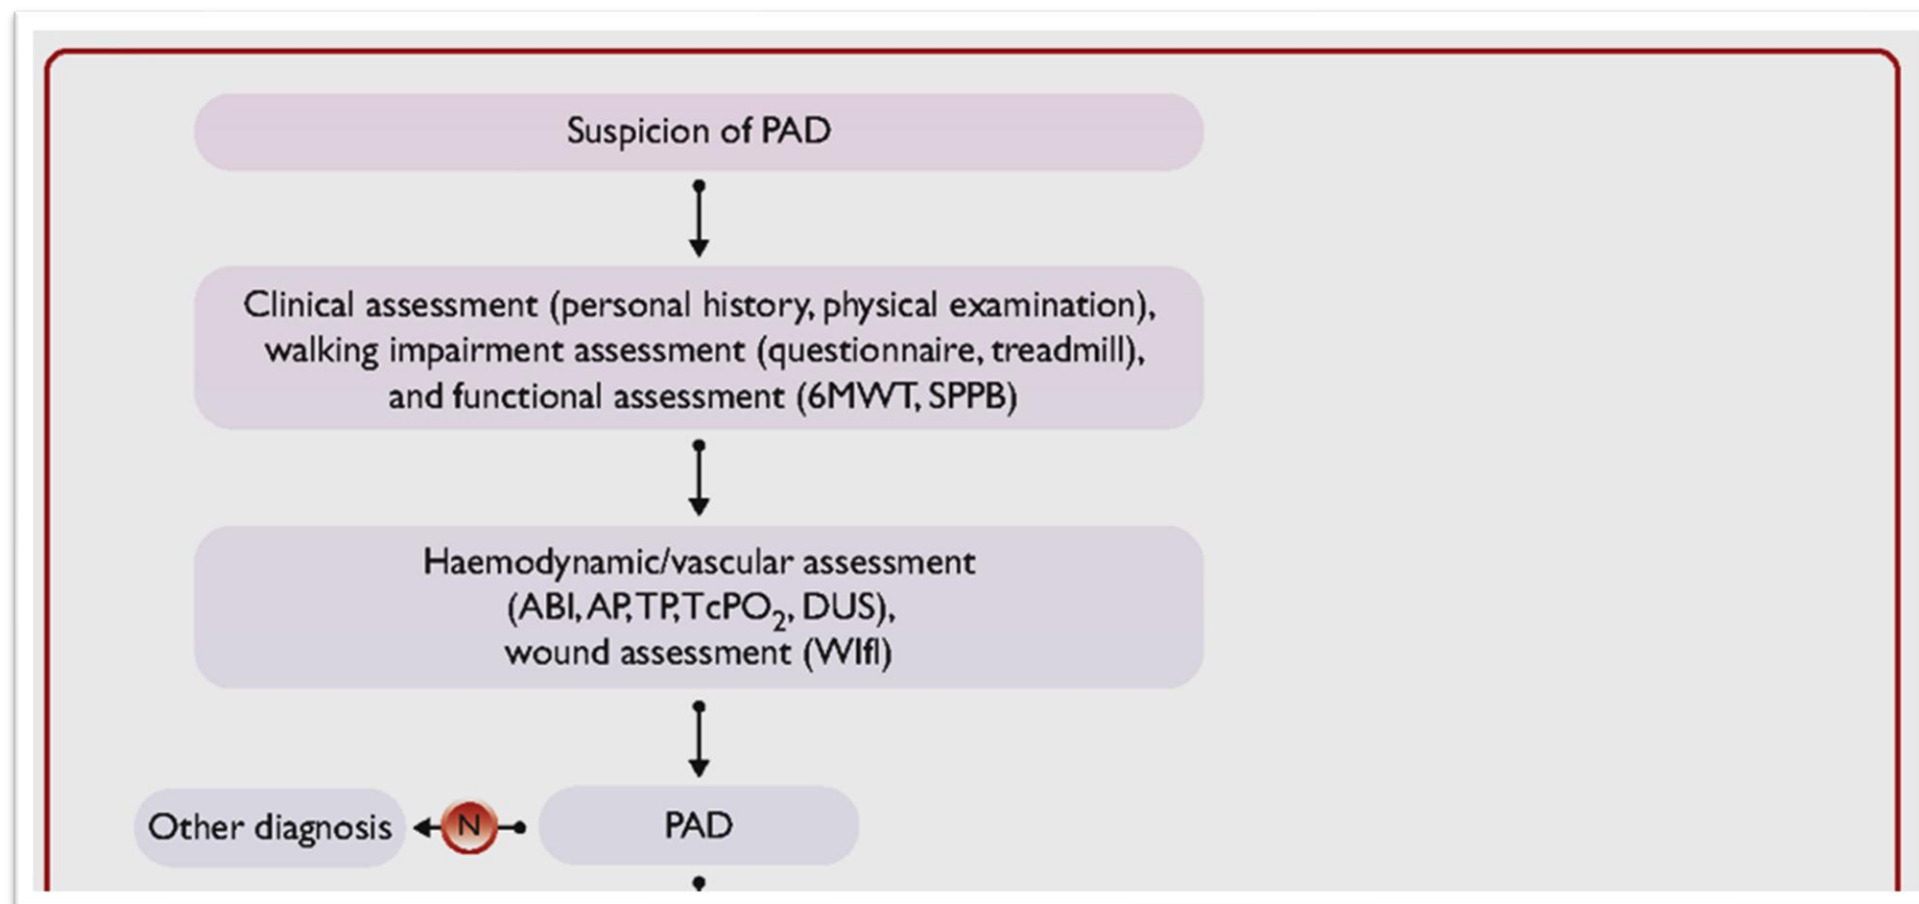 Suspicion of PAD
Clinical assessment (personal history, physical examination),
walking impairment assessment (questionnaire, treadmill),
and functional assessment (6MWT, SPPB)
Haemodynamic/vascular assessment
(ABI, AP, TP, TcPO₂, DUS),
wound assessment (WIfI)
Other diagnosis
N
PAD